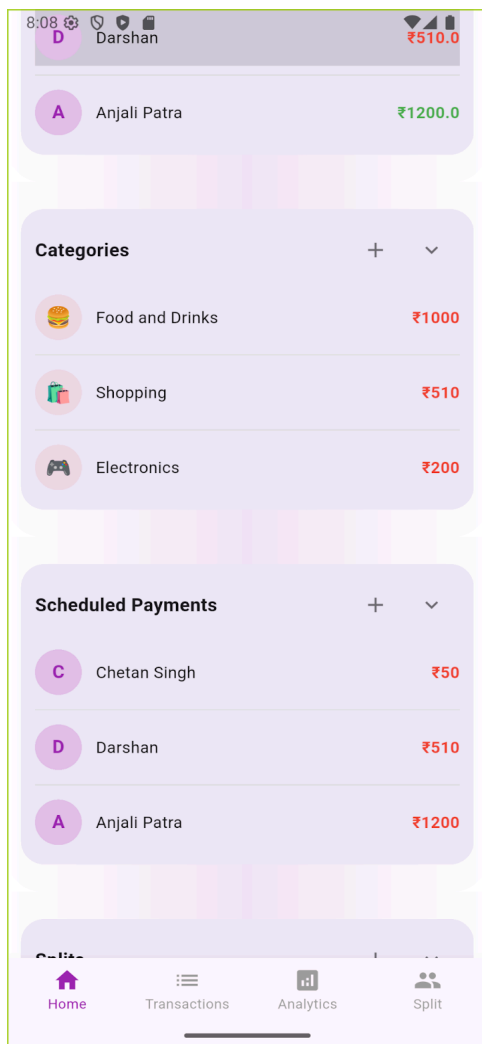 8:08
D Darshan ₹510.0
A Anjali Patra ₹1200.0
Categories
Food and Drinks ₹1000
Shopping ₹510
Electronics ₹200
Scheduled Payments
C Chetan Singh ₹50
D Darshan ₹510
A Anjali Patra ₹1200
Splits
Home Transactions Analytics Split